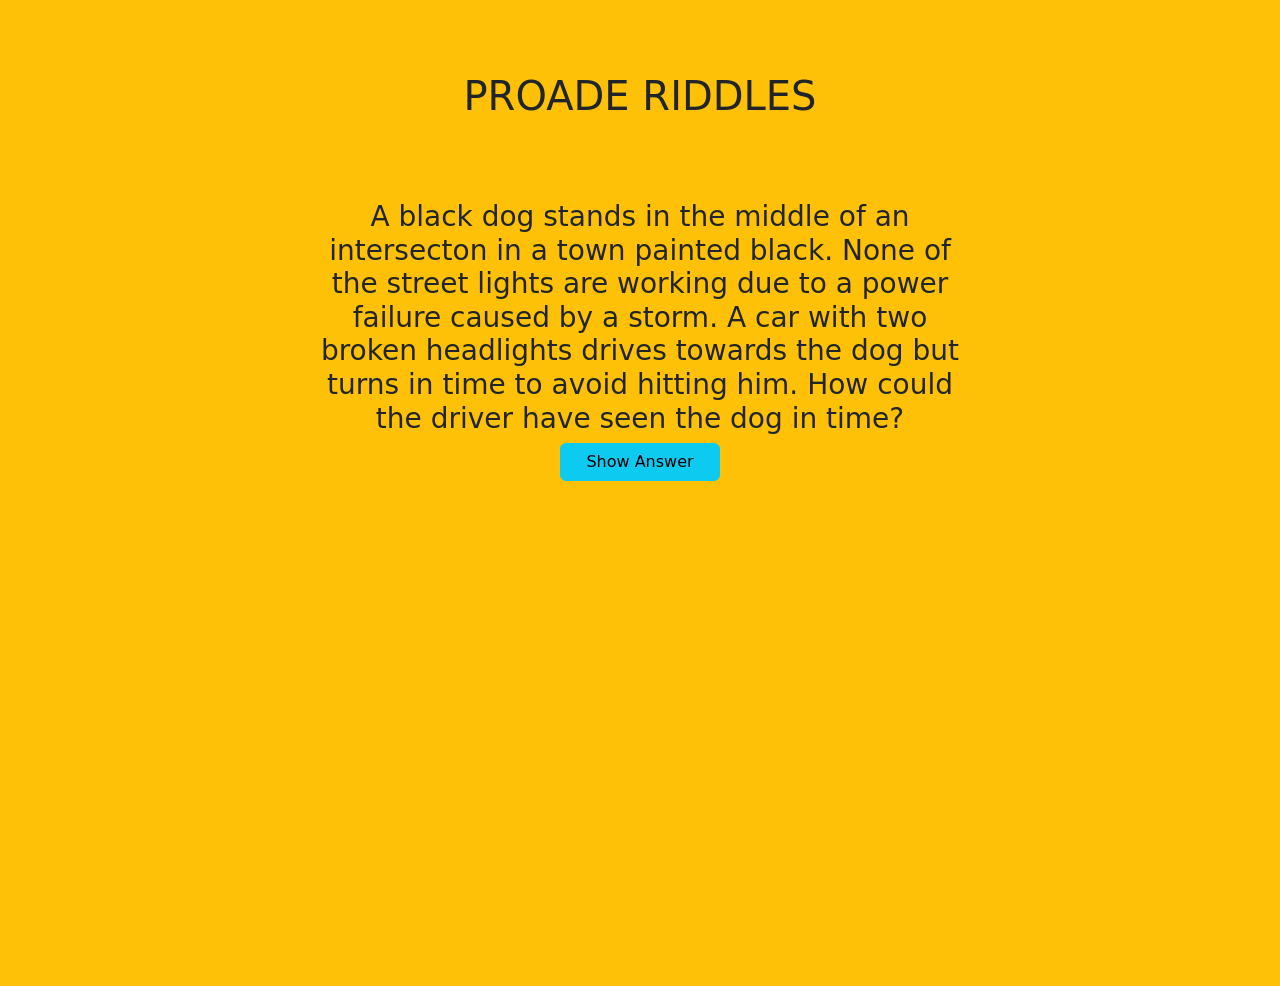 PROADE RIDDLES
A black dog stands in the middle of an
intersecton in a town painted black. None of
the street lights are working due to a power
failure caused by a storm. A car with two
broken headlights drives towards the dog but
turns in time to avoid hitting him. How could
the driver have seen the dog in time?
Show Answer